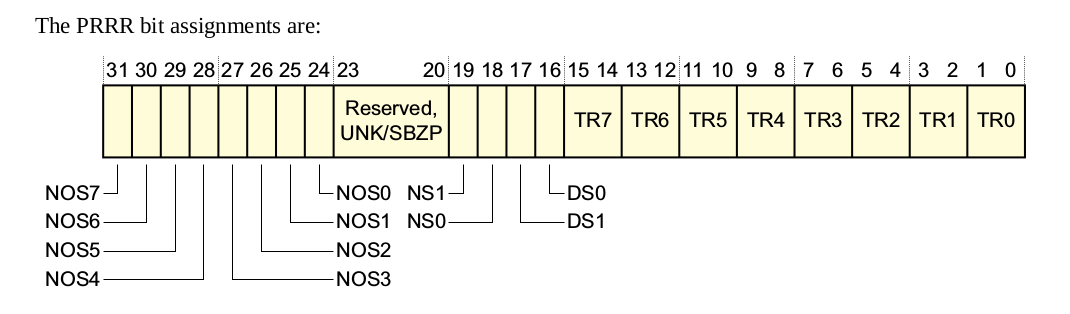 The PRRR bit assignments are:
31 30 29 28 27 26 25 24 23 20 19 18 17 16 15 14 13 12 11 10 9 8 7 6 5 4 3 2 1 0
Reserved,
UNK/SBZP
TR7 TR6 TR5 TR4 TR3 TR2 TR1 TR0
NOS7 NOS0 NS1 DS0
NOS6 NOS1 NS0 DS1
NOS5 NOS2
NOS4 NOS3